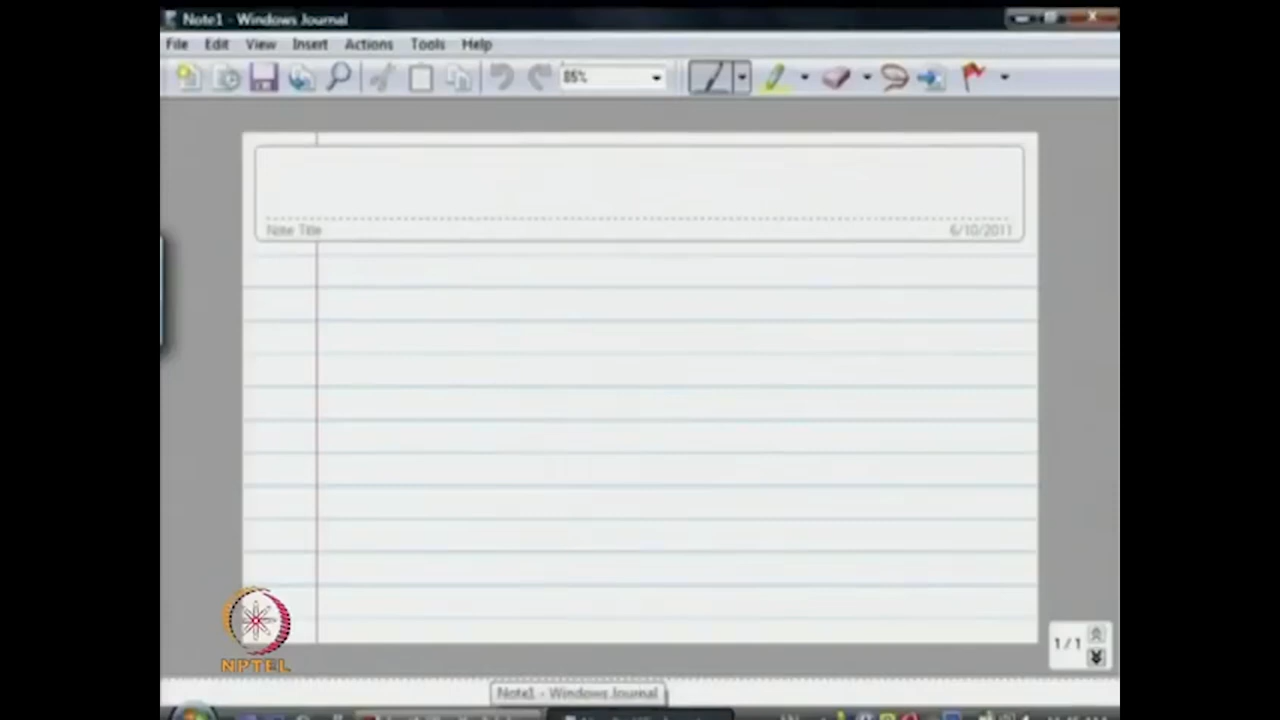 Note1 - Windows Journal
File Edit View Insert Actions Tools Help
85%
Note Title
6/10/2011
1 / 1
NPTEL
Note1 - Windows Journal